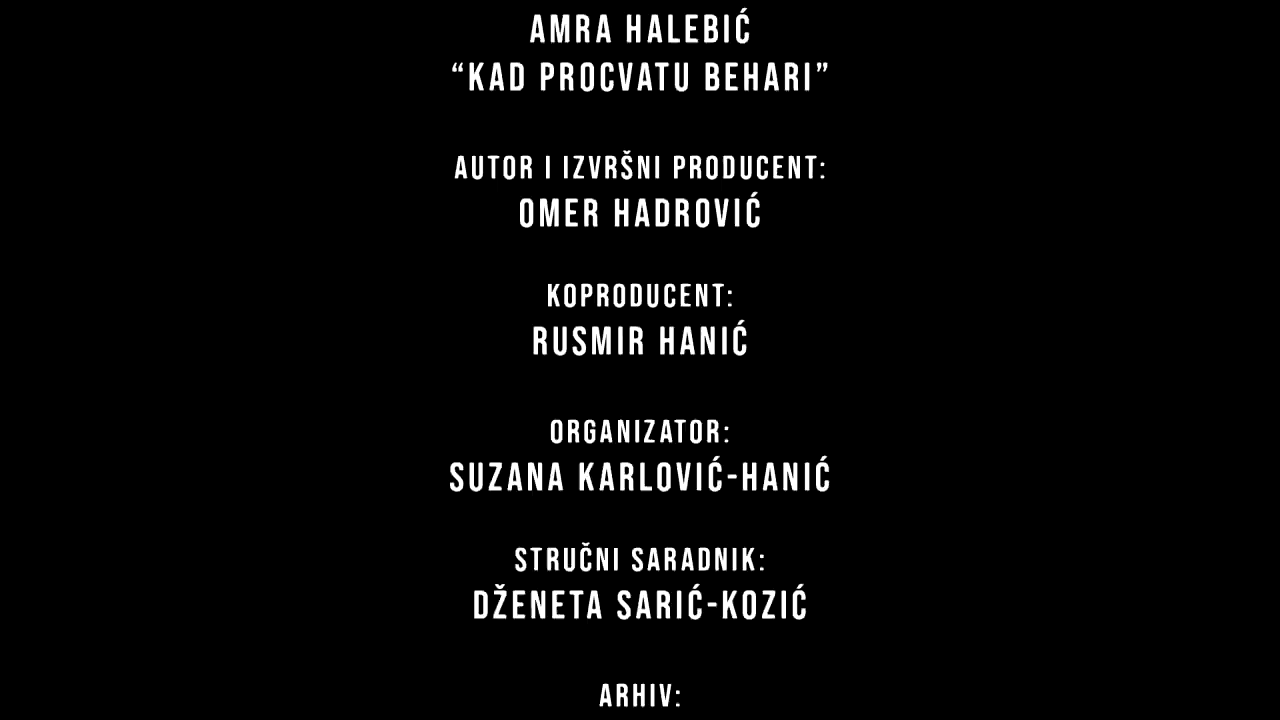 AMRA HALEBIĆ
“KAD PROCVATU BEHARI”
AUTOR I IZVRŠNI PRODUCENT:
OMER HADROVIĆ
KOPRODUCENT:
RUSMIR HANIĆ
ORGANIZATOR:
SUZANA KARLOVIĆ-HANIĆ
STRUČNI SARADNIK:
DŽENETA SARIĆ-KOZIĆ
ARHIV: